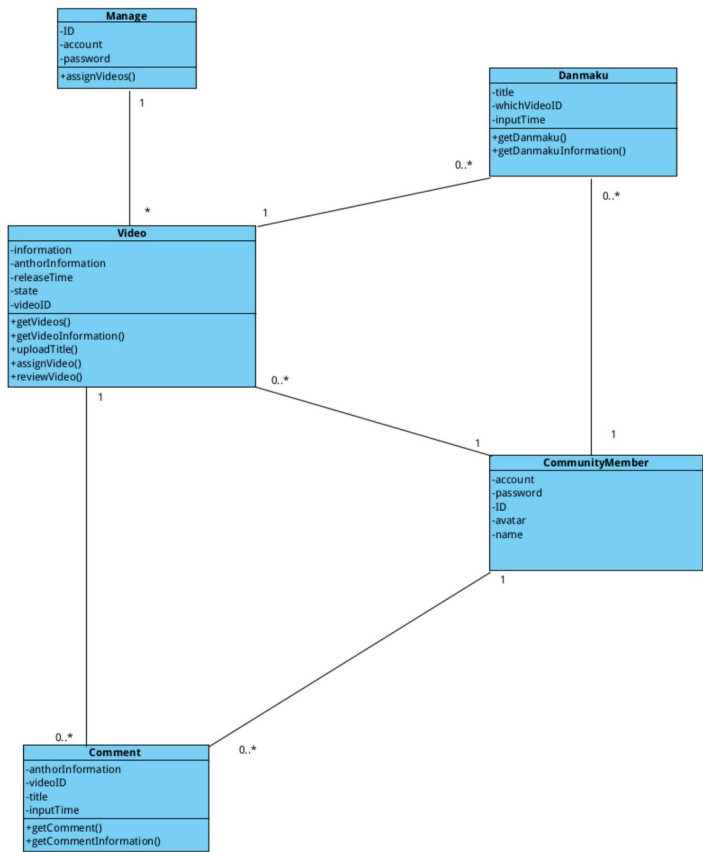 Manage
-ID
-account
-password
+assignVideos()
1
*
Danmaku
-title
-whichVideoID
-inputTime
+getDanmaku()
+getDanmakuInformation()
0..*
0..*
1
Video
-information
-anthorInformation
-releaseTime
-state
-videoID
+getVideos()
+getVideoInformation()
+uploadTitle()
+assignVideo()
+reviewVideo()
1
0..*
1
1
CommunityMember
-account
-password
-ID
-avatar
-name
1
0..*
0..*
Comment
-anthorInformation
-videoID
-title
-inputTime
+getComment()
+getCommentInformation()